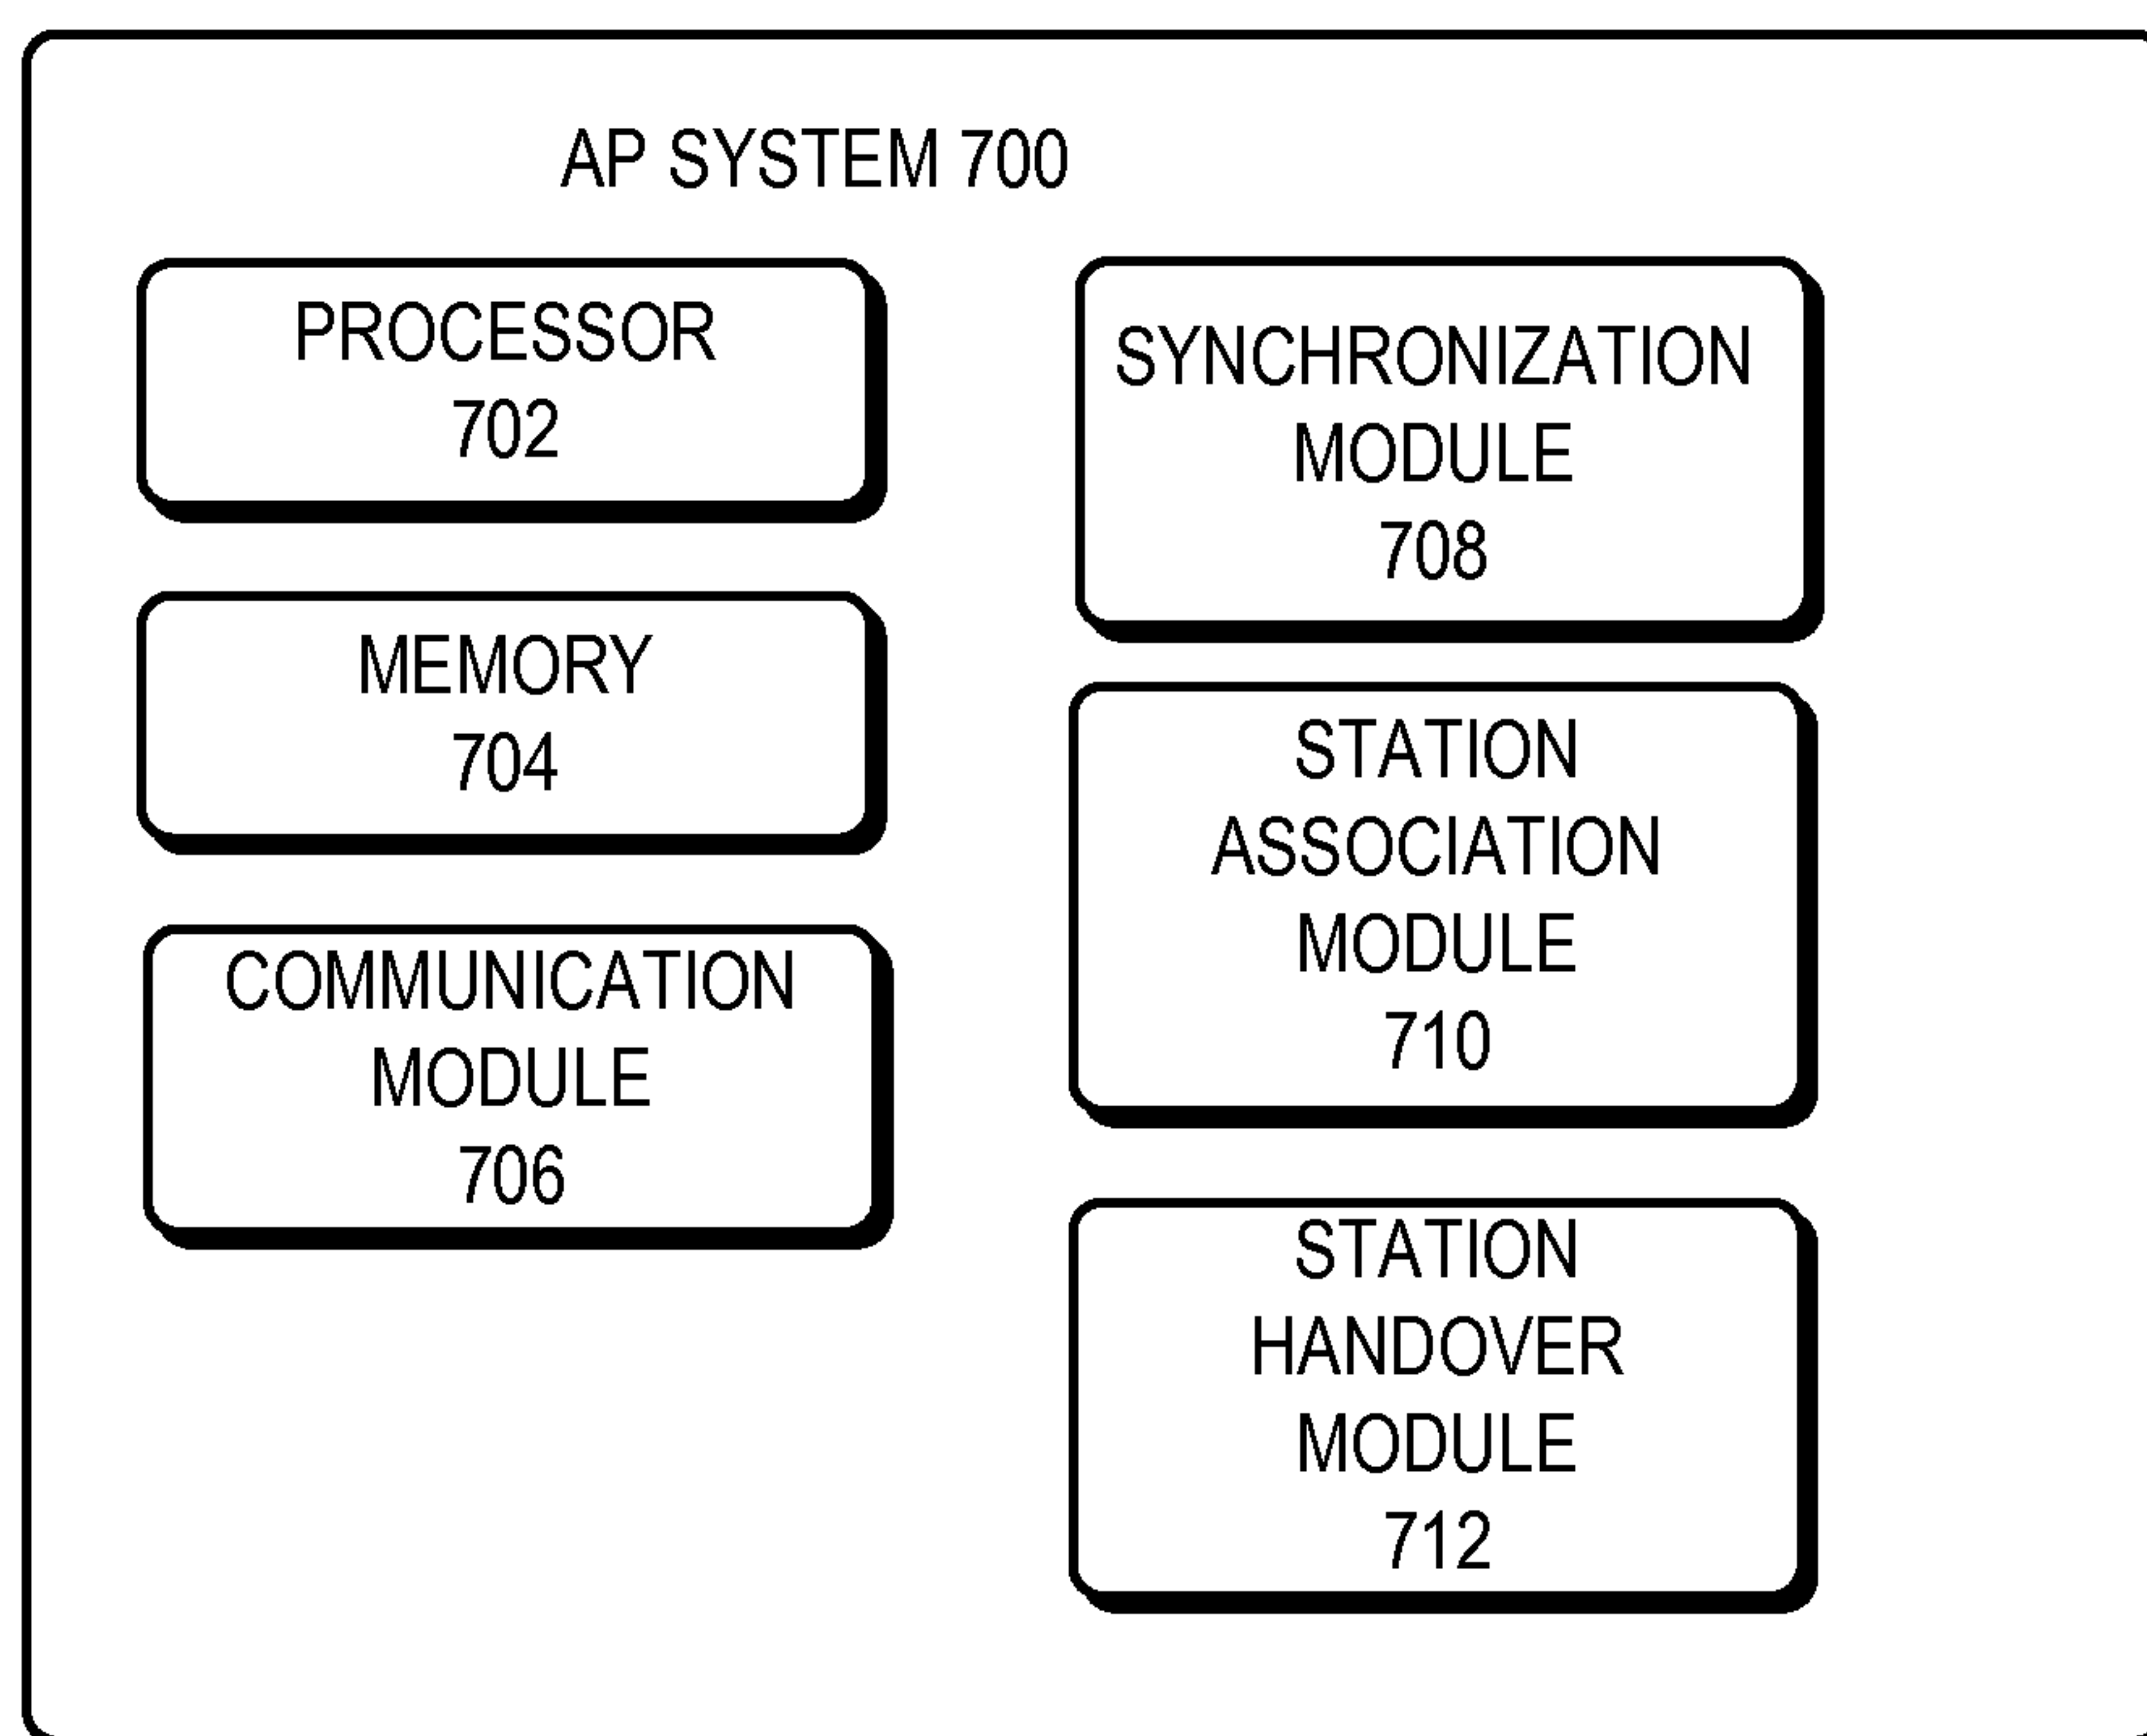 AP SYSTEM 700
PROCESSOR
702
MEMORY
704
COMMUNICATION
MODULE
706
SYNCHRONIZATION
MODULE
708
STATION
ASSOCIATION
MODULE
710
STATION
HANDOVER
MODULE
712